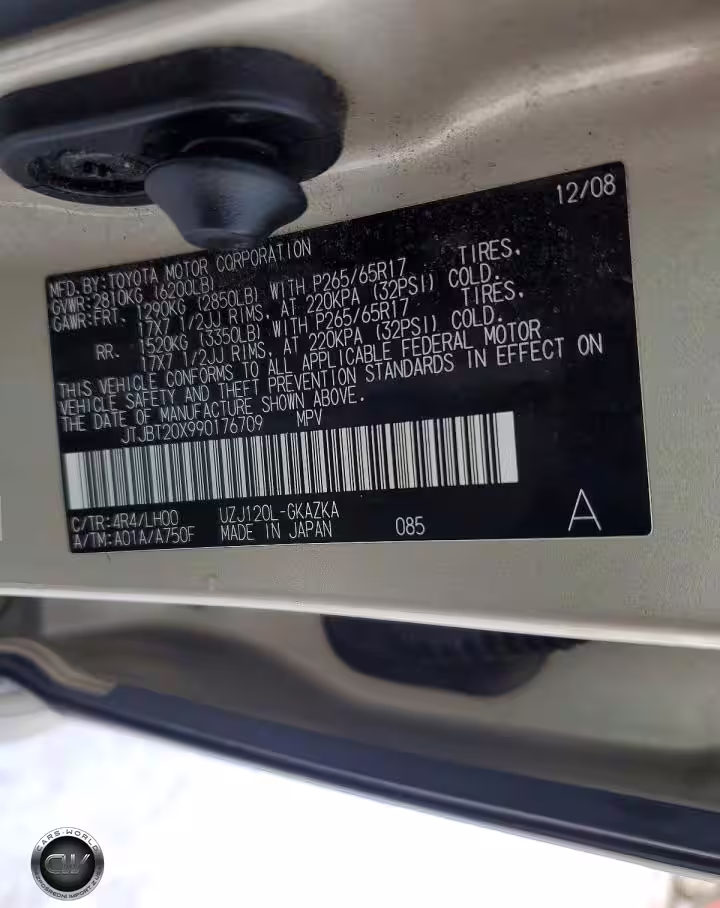 12/08
MFD.BY:TOYOTA MOTOR CORPORATION
GVWR:2810KG (6200LB)
GAWR:FRT. 1290KG (2850LB) WITH P265/65R17 TIRES,
17X7 1/2JJ RIMS, AT 220KPA (32PSI) COLD.
RR. 1520KG (3350LB) WITH P265/65R17 TIRES,
17X7 1/2JJ RIMS, AT 220KPA (32PSI) COLD.
THIS VEHICLE CONFORMS TO ALL APPLICABLE FEDERAL MOTOR
VEHICLE SAFETY AND THEFT PREVENTION STANDARDS IN EFFECT ON
THE DATE OF MANUFACTURE SHOWN ABOVE.
JTJBT20X990176709 MPV
C/TR:4R4/LH00 UZJ120L-GKAZKA
A/TM:A01A/A750F MADE IN JAPAN 085 A
CARS-WORLD
CW